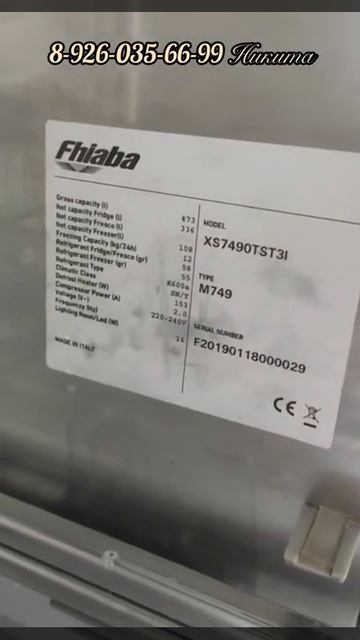 8-926-035-66-99 Никита
Fhiaba
Gross capacity (l) 473
Net capacity Fridge (l) 336
Net capacity Fresco (l)
Net capacity Freezer(l) 108
Freezing Capacity (kg/24h) 12
Refrigerant Fridge/Fresco (gr) 58
Refrigerant Freezer (gr) 55
Refrigerant Type R600a
Climatic Class SN/T
Defrost Heater (W) 153
Compressor Power (A) 2.0
Voltage (V~) 220-240V
Frequency (Hz)
Lighting Neon/Led (W) 16
MADE IN ITALY
MODEL
XS7490TST3I
TYPE
M749
SERIAL NUMBER
F20190118000029
CE